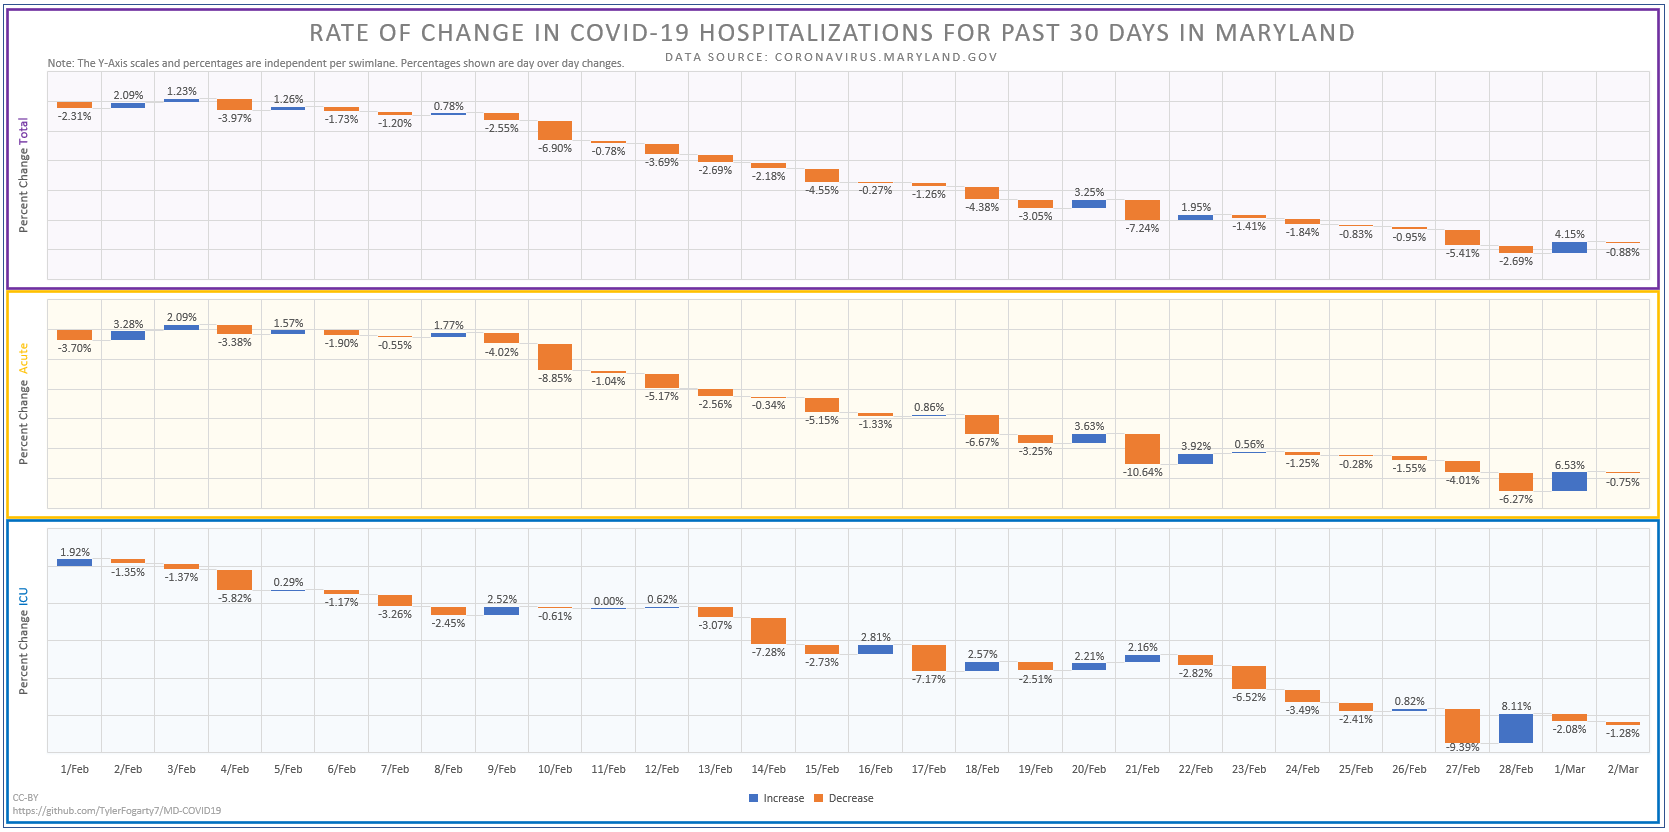 RATE OF CHANGE IN COVID-19 HOSPITALIZATIONS FOR PAST 30 DAYS IN MARYLAND
DATA SOURCE: CORONAVIRUS.MARYLAND.GOV
Note: The Y-Axis scales and percentages are independent per swimlane. Percentages shown are day over day changes.
Percent Change Total
-2.31% 2.09% 1.23% -3.97% 1.26% -1.73% -1.20% 0.78% -2.55% -6.90% -0.78% -3.69% -2.69% -2.18% -4.55% -0.27% -1.26% -4.38% -3.05% 3.25% -7.24% 1.95% -1.41% -1.84% -0.83% -0.95% -5.41% -2.69% 4.15% -0.88%
Percent Change Acute
-3.70% 3.28% 2.09% -3.38% 1.57% -1.90% -0.55% 1.77% -4.02% -8.85% -1.04% -5.17% -2.56% -0.34% -5.15% -1.33% 0.86% -6.67% -3.25% 3.63% -10.64% 3.92% 0.56% -1.25% -0.28% -1.55% -4.01% -6.27% 6.53% -0.75%
Percent Change ICU
1.92% -1.35% -1.37% -5.82% 0.29% -1.17% -3.26% -2.45% 2.52% -0.61% 0.00% 0.62% -3.07% -7.28% -2.73% 2.81% -7.17% 2.57% -2.51% 2.21% 2.16% -2.82% -6.52% -3.49% -2.41% 0.82% -9.39% 8.11% -2.08% -1.28%
1/Feb 2/Feb 3/Feb 4/Feb 5/Feb 6/Feb 7/Feb 8/Feb 9/Feb 10/Feb 11/Feb 12/Feb 13/Feb 14/Feb 15/Feb 16/Feb 17/Feb 18/Feb 19/Feb 20/Feb 21/Feb 22/Feb 23/Feb 24/Feb 25/Feb 26/Feb 27/Feb 28/Feb 1/Mar 2/Mar
Increase Decrease
CC-BY
https://github.com/TylerFogarty7/MD-COVID19